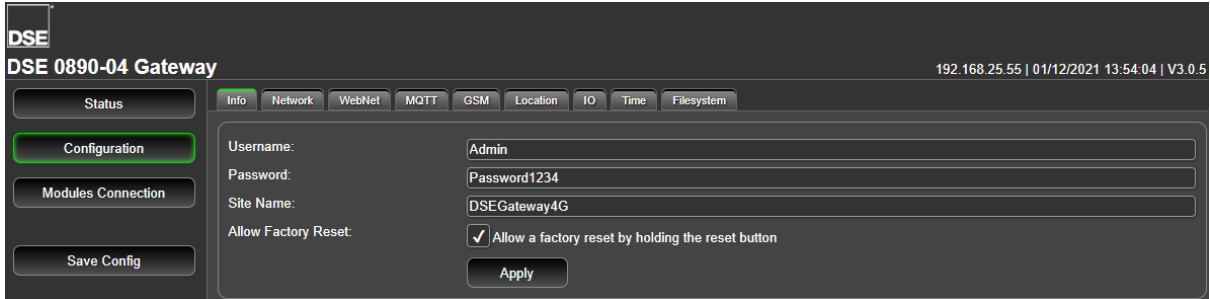 DSE
DSE 0890-04 Gateway
192.168.25.55 | 01/12/2021 13:54:04 | V3.0.5
Status
Configuration
Modules Connection
Save Config
Info Network WebNet MQTT GSM Location IO Time Filesystem
Username: Admin
Password: Password1234
Site Name: DSEGateway4G
Allow Factory Reset: Allow a factory reset by holding the reset button
Apply